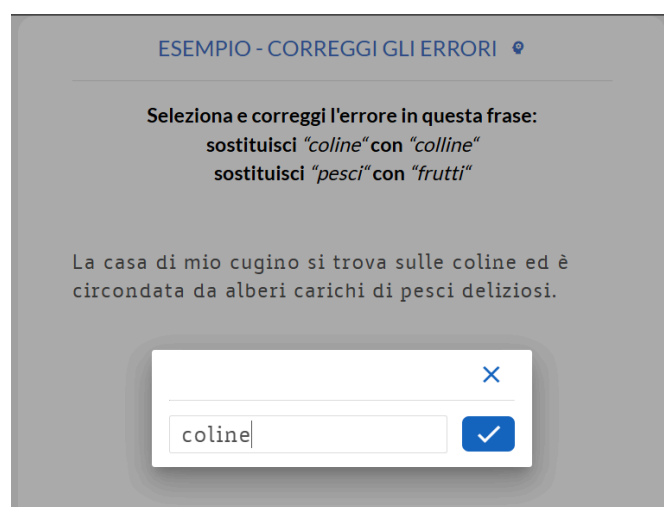 ESEMPIO - CORREGGI GLI ERRORI
Seleziona e correggi l'errore in questa frase:
sostituisci “coline“ con “colline“
sostituisci “pesci“ con “frutti“
La casa di mio cugino si trova sulle coline ed è
circondata da alberi carichi di pesci deliziosi.
coline